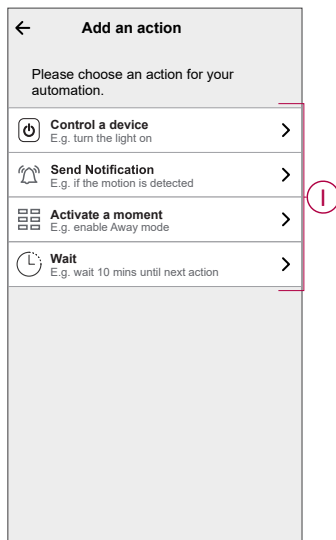 Add an action
Please choose an action for your
automation.
Control a device
E.g. turn the light on
Send Notification
E.g. if the motion is detected
Activate a moment
E.g. enable Away mode
Wait
E.g. wait 10 mins until next action
I